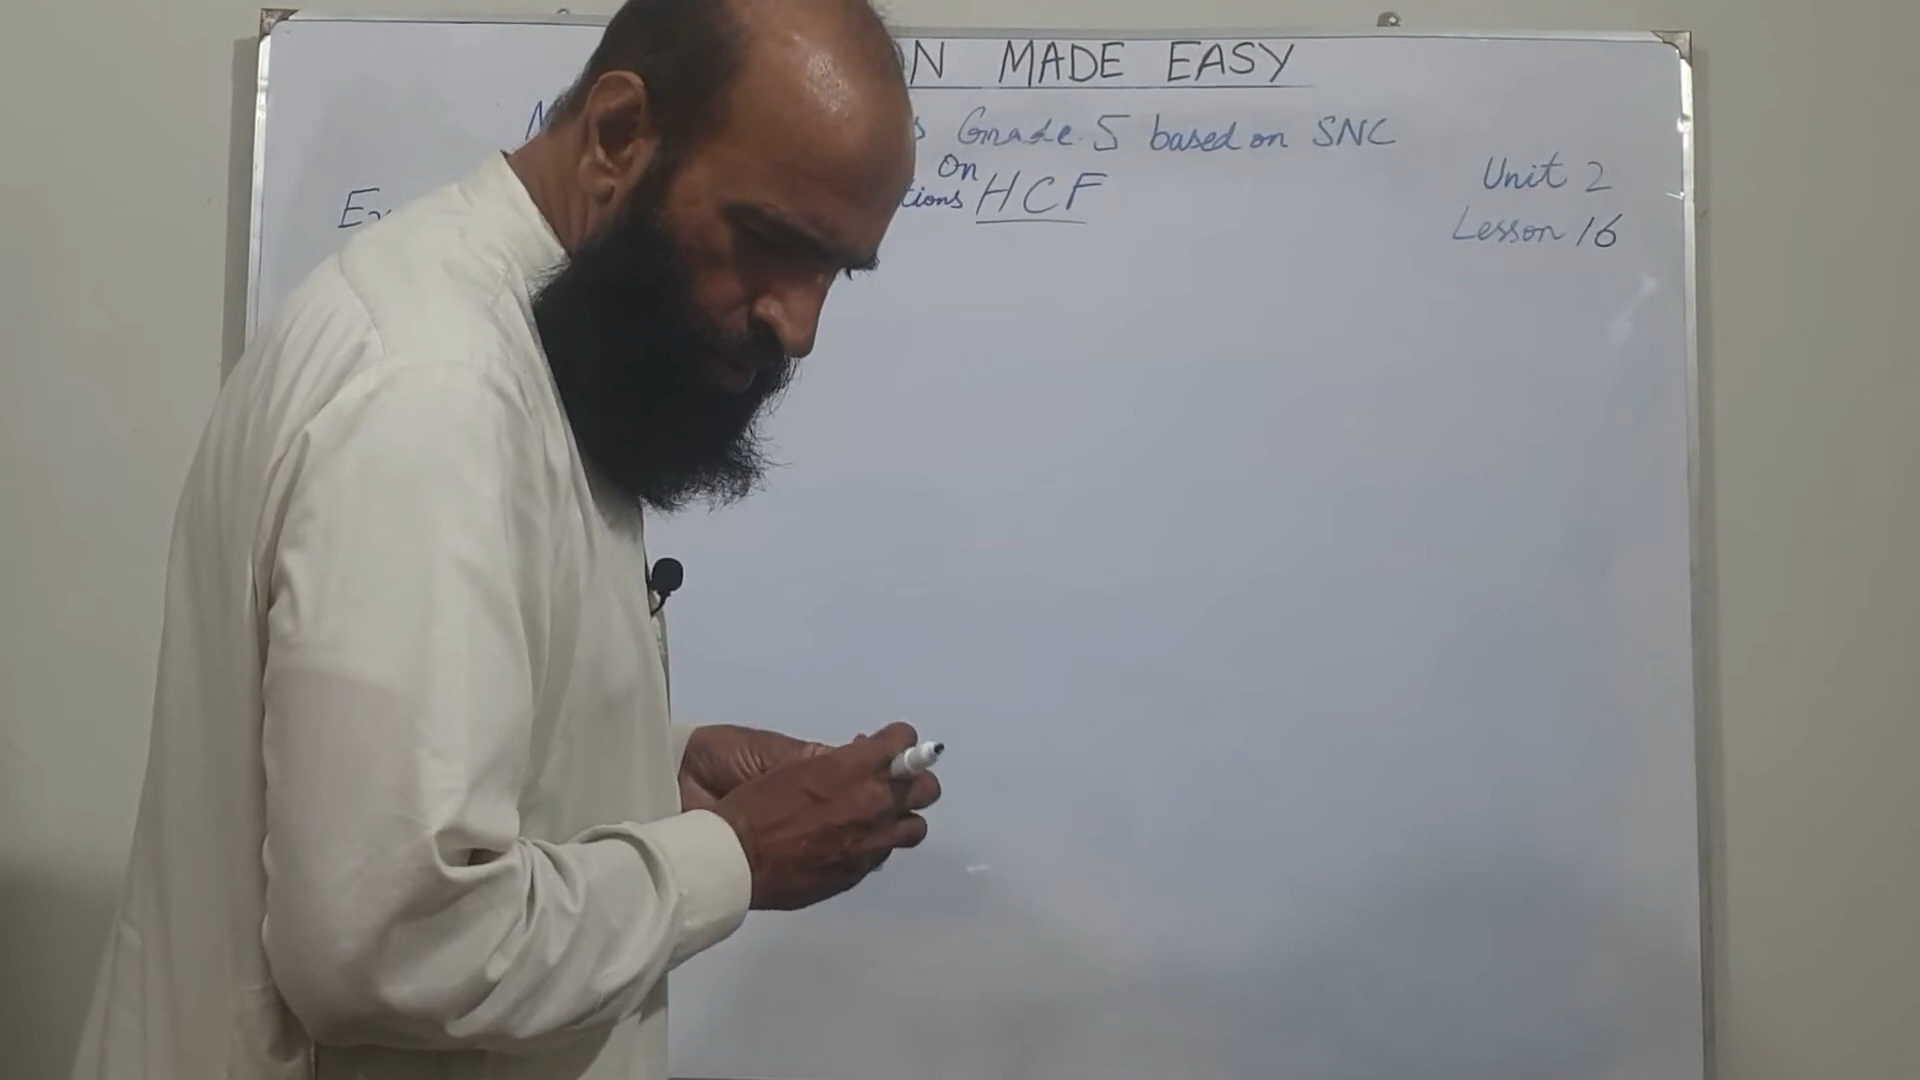 N MADE EASY
s Grade 5 based on SNC
On
tions HCF
Unit 2
Lesson 16